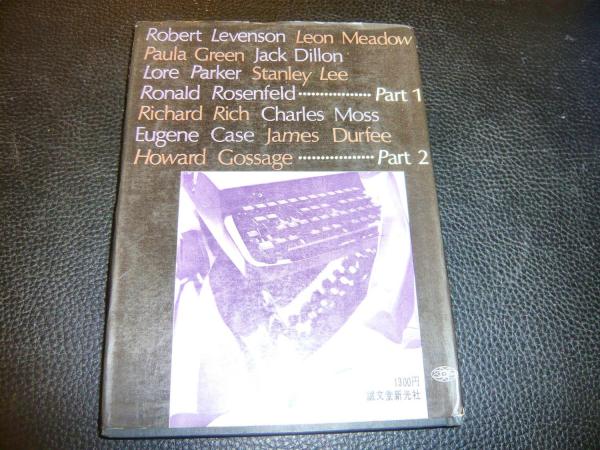 Robert Levenson Leon Meadow
Paula Green Jack Dillon
Lore Parker Stanley Lee
Ronald Rosenfeld ················· Part 1
Richard Rich Charles Moss
Eugene Case James Durfee
Howard Gossage ·················· Part 2
1300円
誠文堂新光社